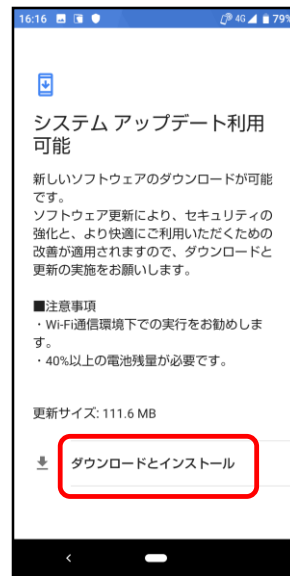 16:16 4G 79%
システム アップデート利用
可能
新しいソフトウェアのダウンロードが可能
です。
ソフトウェア更新により、セキュリティの
強化と、より快適にご利用いただくための
改善が適用されますので、ダウンロードと
更新の実施をお願いします。
■注意事項
・Wi-Fi通信環境下での実行をお勧めしま
す。
・40%以上の電池残量が必要です。
更新サイズ: 111.6 MB
ダウンロードとインストール